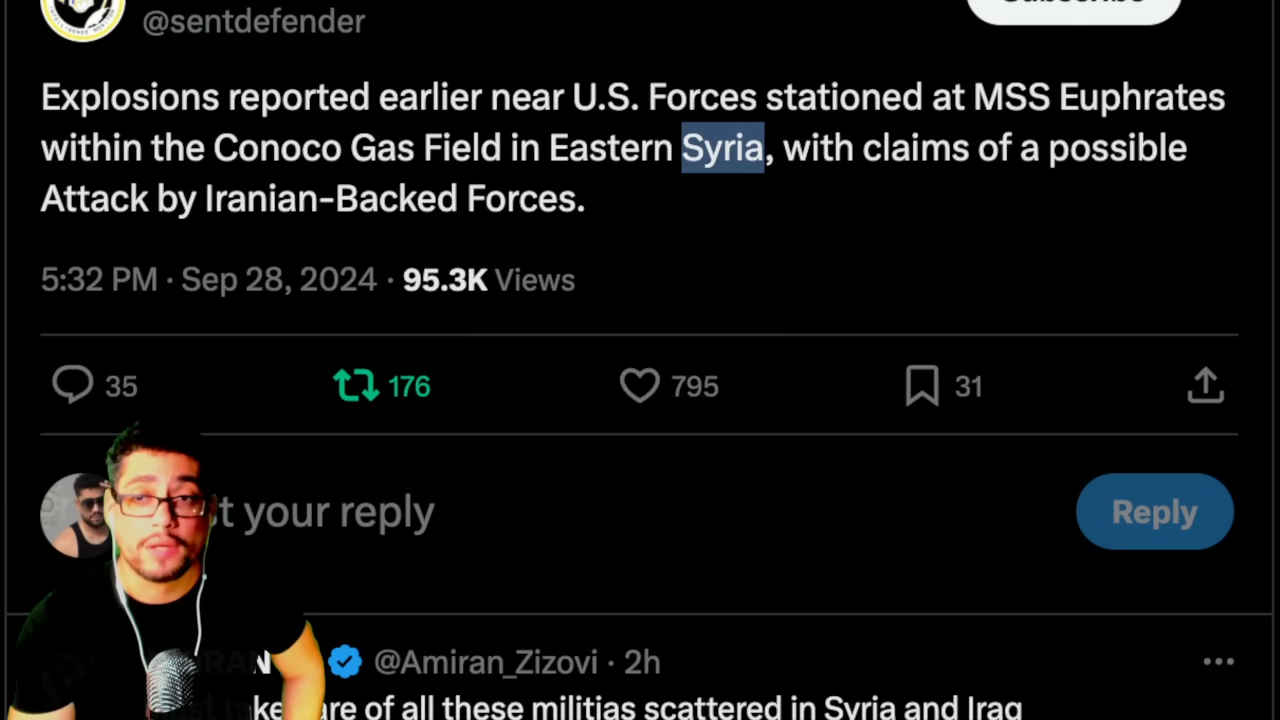 @sentdefender
Explosions reported earlier near U.S. Forces stationed at MSS Euphrates
within the Conoco Gas Field in Eastern Syria, with claims of a possible
Attack by Iranian-Backed Forces.
5:32 PM · Sep 28, 2024 · 95.3K Views
35 176 795 31
your reply
Reply
@Amiran_Zizovi · 2h
of all these militias scattered in Syria and Iraq